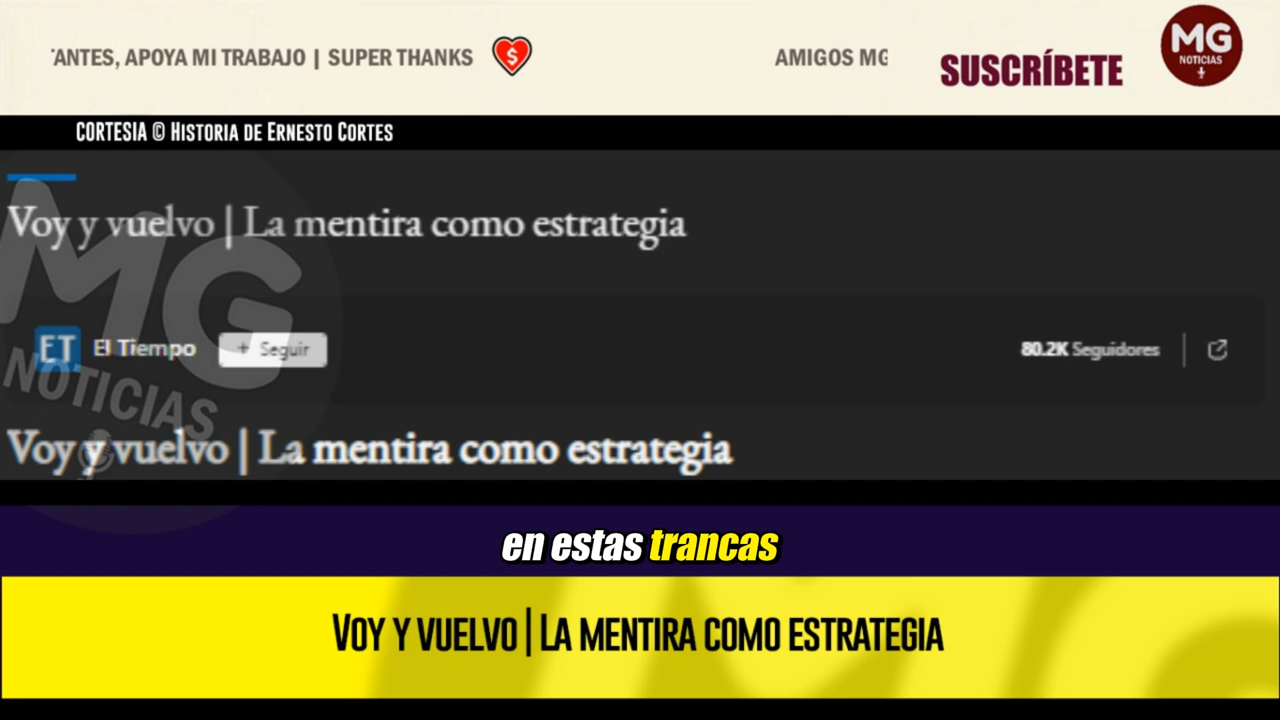 'ANTES, APOYA MI TRABAJO | SUPER THANKS
AMIGOS MG
SUSCRÍBETE
MG
NOTICIAS
CORTESIA © HISTORIA DE ERNESTO CORTES
Voy y vuelvo | La mentira como estrategia
ET El Tiempo + Seguir
80.2K Seguidores
MG
NOTICIAS
Voy y vuelvo | La mentira como estrategia
en estas trancas
VOY Y VUELVO | LA MENTIRA COMO ESTRATEGIA